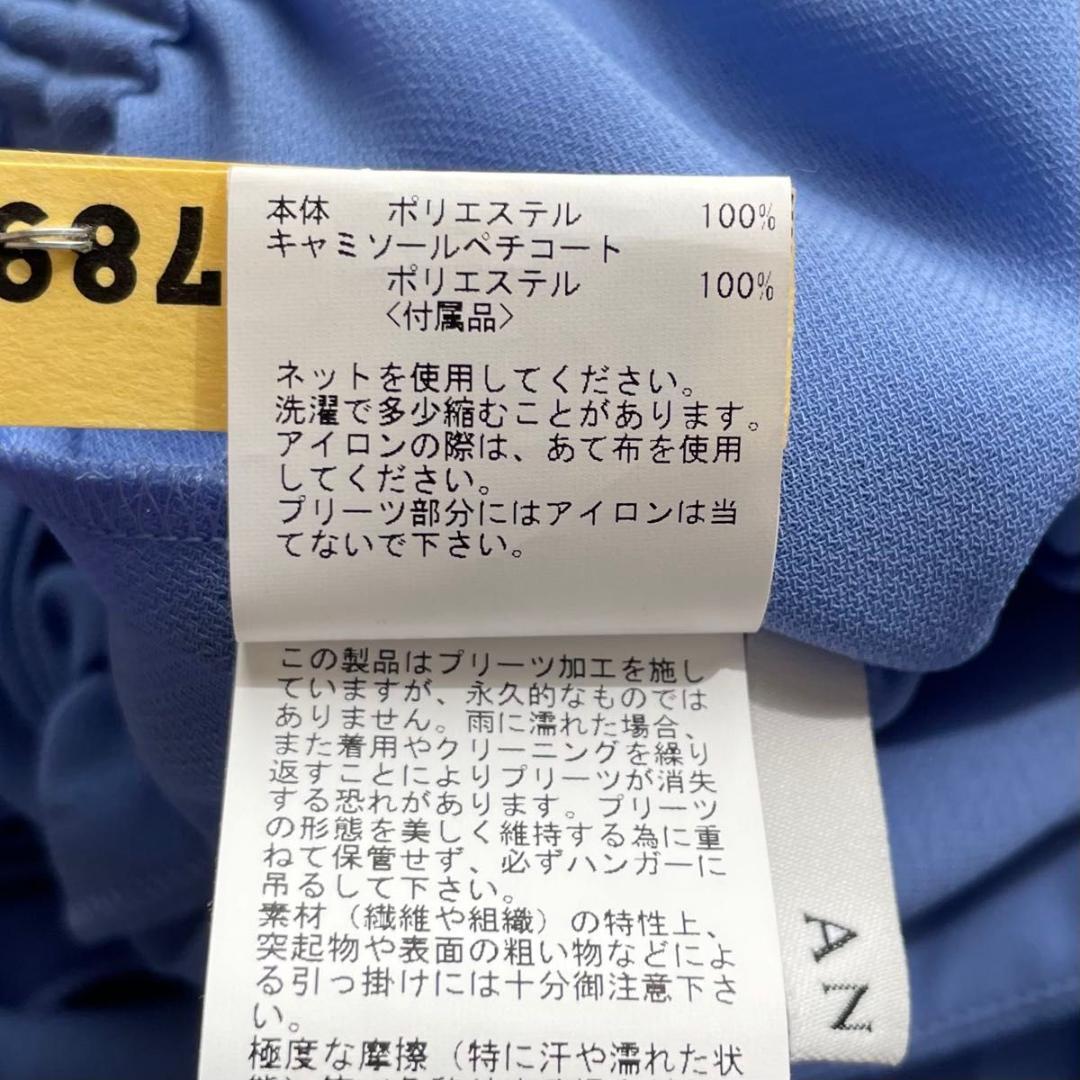 本体 ポリエステル 100%
キャミソールペチコート
ポリエステル 100%
<付属品>
ネットを使用してください。
洗濯で多少縮むことがあります。
アイロンの際は、あて布を使用
してください。
プリーツ部分にはアイロンは当
てないで下さい。
この製品はプリーツ加工を施し
ていますが、永久的なものでは
ありません。雨に濡れた場合、
また着用やクリーニングを繰り
返すことによりプリーツが消失
する恐れがあります。プリーツ
の形態を美しく維持する為に重
ねて保管せず、必ずハンガーに
吊るして下さい。
素材（繊維や組織）の特性上、
突起物や表面の粗い物などによ
る引っ掛けには十分御注意下さ
い。
極度な摩擦（特に汗や濡れた状
789
AN